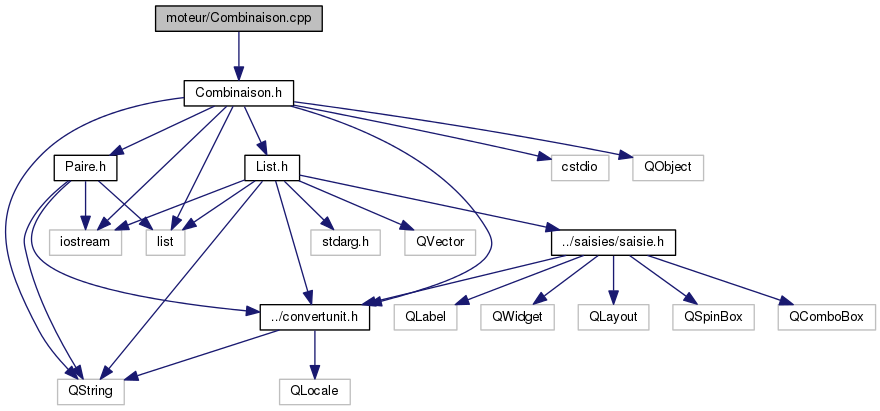 moteur/Combinaison.cpp
Combinaison.h
Paire.h
List.h
cstdio
QObject
iostream
list
stdarg.h
QVector
../saisies/saisie.h
../convertunit.h
QLabel
QWidget
QLayout
QSpinBox
QComboBox
QString
QLocale